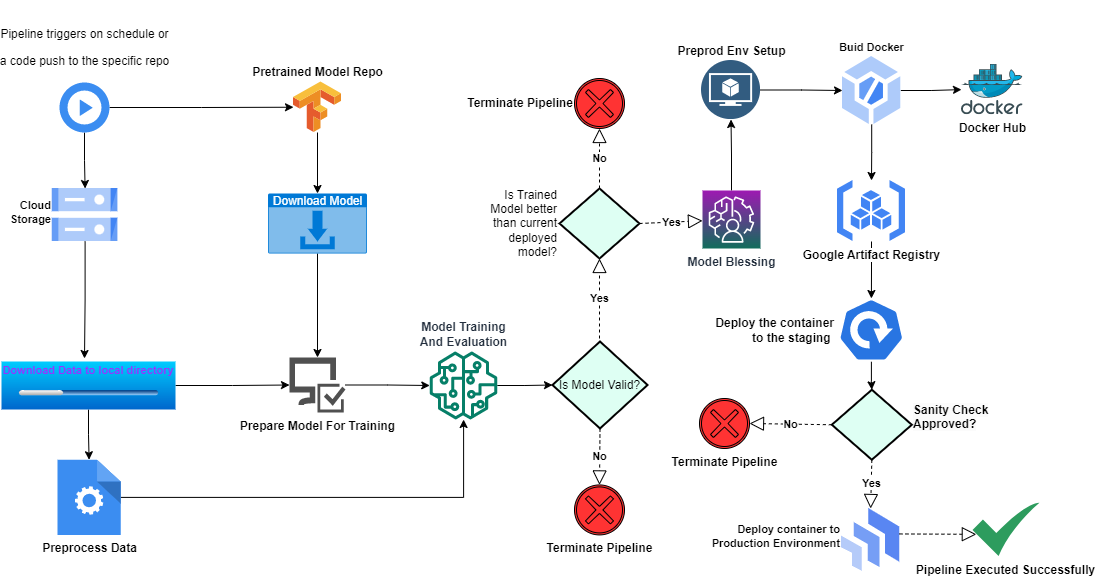 Pipeline triggers on schedule or
a code push to the specific repo
Pretrained Model Repo
Cloud
Storage
Download Model
Download Data to local directory
Prepare Model For Training
Preprocess Data
Model Training
And Evaluation
Is Model Valid?
No
Terminate Pipeline
Yes
Is Trained
Model better
than current
deployed
model?
No
Terminate Pipeline
Yes
Model Blessing
Preprod Env Setup
Buid Docker
docker
Docker Hub
Google Artifact Registry
Deploy the container
to the staging
Sanity Check
Approved?
No
Terminate Pipeline
Yes
Deploy container to
Production Environment
Pipeline Executed Successfully